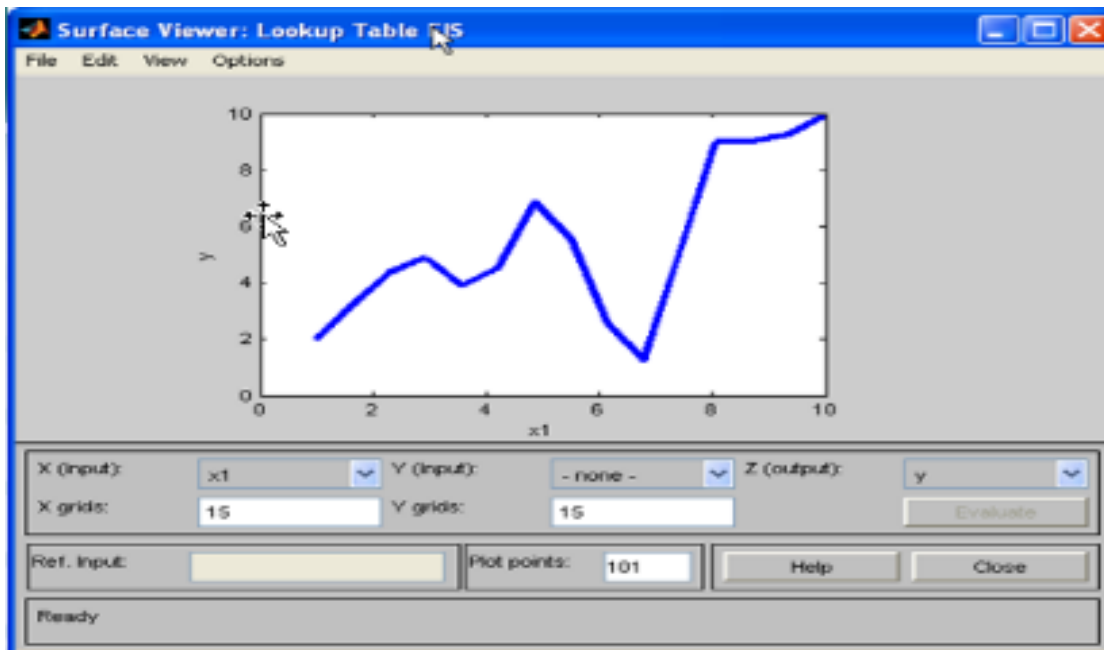 Surface Viewer: Lookup Table FIS
File Edit View Options
10
8
6
4
2
0
y
0 2 4 6 8 10
x1
X (input): x1 Y (input): - none - Z (output): y
X grids: 15 Y grids: 15 Evaluate
Ref. Input: Plot points: 101 Help Close
Ready